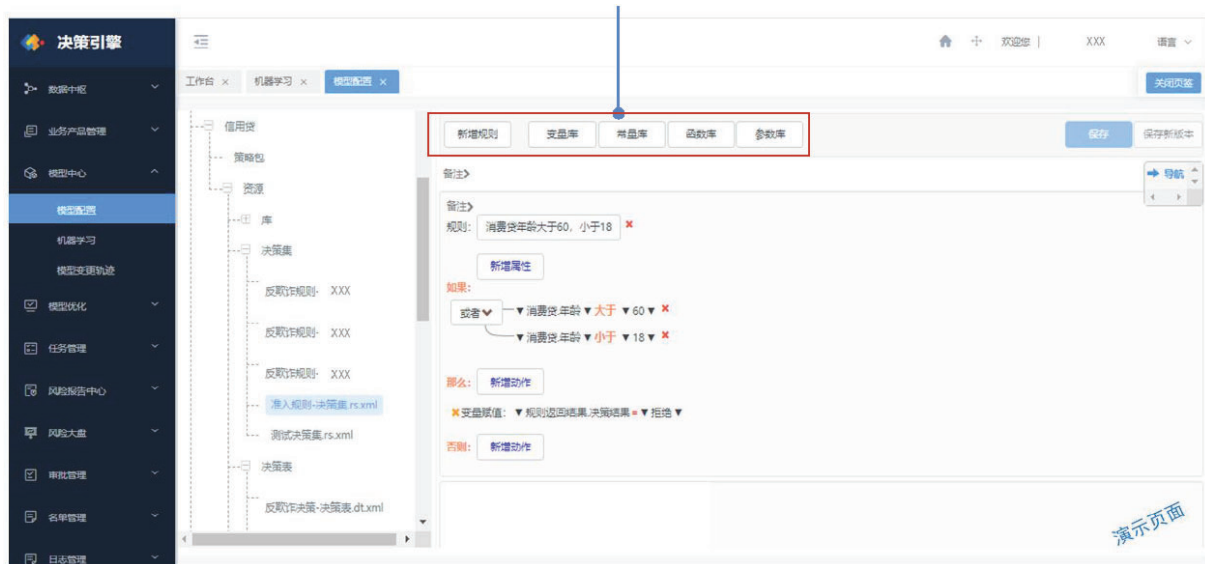 决策引擎
欢迎您 | XXX 语言
工作台 × 机器学习 × 模型配置 × 关闭页签
数据中枢
业务产品管理
模型中心
模型配置
机器学习
模型变更轨迹
模型优化
任务管理
风险报告中心
风险大盘
审批管理
名单管理
日志管理
信用贷
策略包
资源
库
决策集
反欺诈规则- XXX
反欺诈规则- XXX
反欺诈规则- XXX
准入规则-决策集.rs.xml
测试决策集.rs.xml
决策表
反欺诈决策-决策表.dt.xml
新增规则 变量库 常量库 函数库 参数库 保存 保存新版本
备注>
导航
备注>
规则: 消费贷年龄大于60，小于18
新增属性
如果:
或者 ▼消费贷.年龄▼大于 ▼60▼
▼消费贷.年龄▼小于 ▼18▼
那么: 新增动作
变量赋值: ▼规则返回结果.决策结果=▼拒绝▼
否则: 新增动作
演示页面